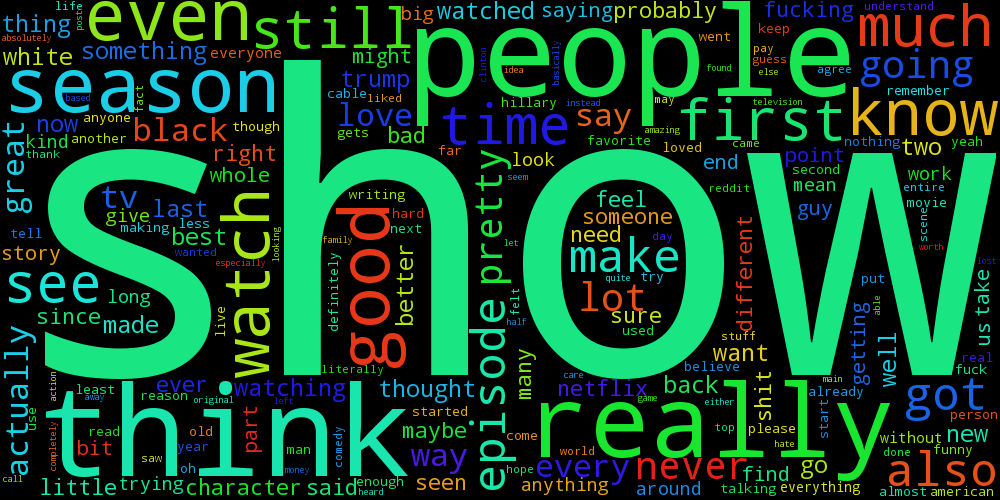 life
thing
poste
absolutely
even
still
big
watched
saying
probably
fucking
understand
much
people
keep
white
something
everyone
might
went
pay
guess
else
agree
going
season
based
fact
trump
cable
liked
clinton
idea
basically
found
remember
know
now
anyone
another
black
though
love
hillary
instead
may
television
first
kind
thank
gets
bad
time
say
favorite
amazing
loved
came
nothing
two
yeah
great
right
far
look
end
point
second
work
whole
show
pretty
seem
feel
reddit
mean
entire
movie
tv
give
making
last
less
writing
hard
next
someone
guy
scene
tell
best
wanted
need
day
story
especially
looking
family
good
better
let
make
quite
try
different
worth
lost
see
long
watch
definitely
episode
felt
lot
put
able
take
us
since
made
live
sure
used
half
stuff
getting
well
actually
literally
many
want
believe
real
fuck
least
away
action
reason
ever
original
watching
left
thought
care
netflix
game
back
either
shit
already
main
start
got
person
use
think
read
bit
completely
old
part
year
man
comedy
started
maybe
really
top
please
hate
without
done
new
funny
saw
oh
money
way
come
hope
world
every
never
find
go
call
little
trying
character
said
enough
heard
seen
anything
around
talking
everything
also
almost
american